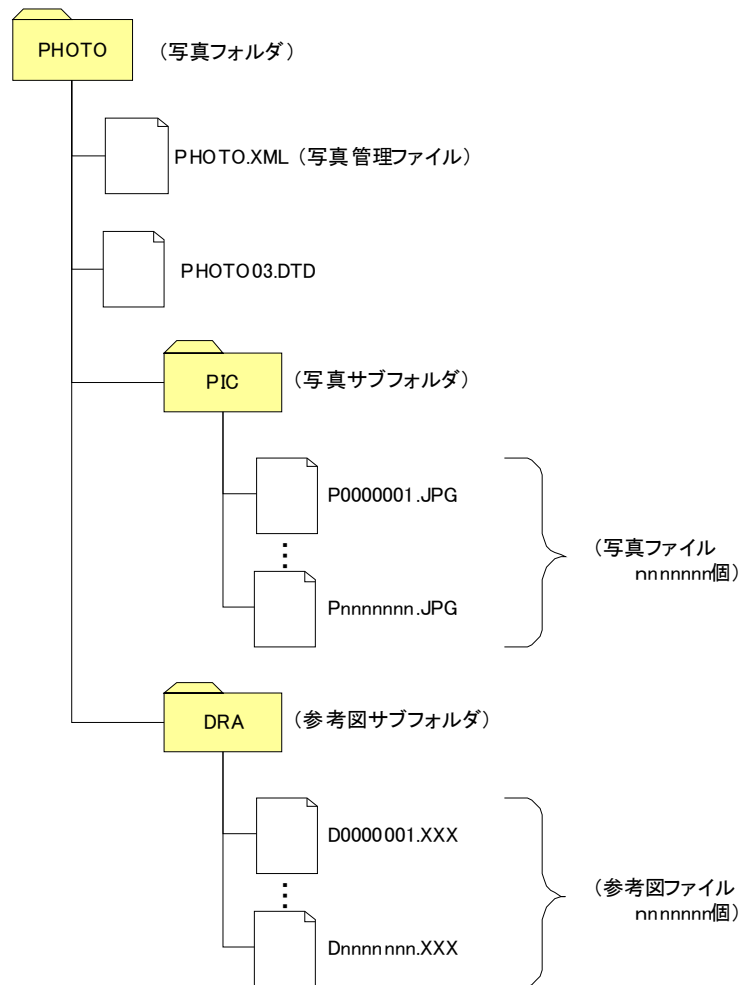 PHOTO (写真フォルダ)
PHOTO.XML (写真管理ファイル)
PHOTO03.DTD
PIC (写真サブフォルダ)
P0000001.JPG
(写真ファイル
nnnnnnn個)
Pnnnnnnn.JPG
DRA (参考図サブフォルダ)
D0000001.XXX
(参考図ファイル
nnnnnnn個)
Dnnnnnnn.XXX